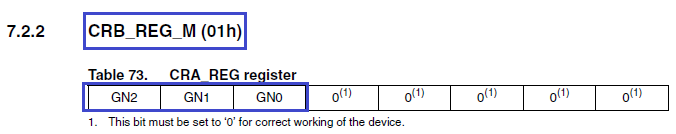 7.2.2 CRB_REG_M (01h)
Table 73. CRA_REG register
GN2 GN1 GN0 0(1) 0(1) 0(1) 0(1) 0(1)
1. This bit must be set to ‘0’ for correct working of the device.